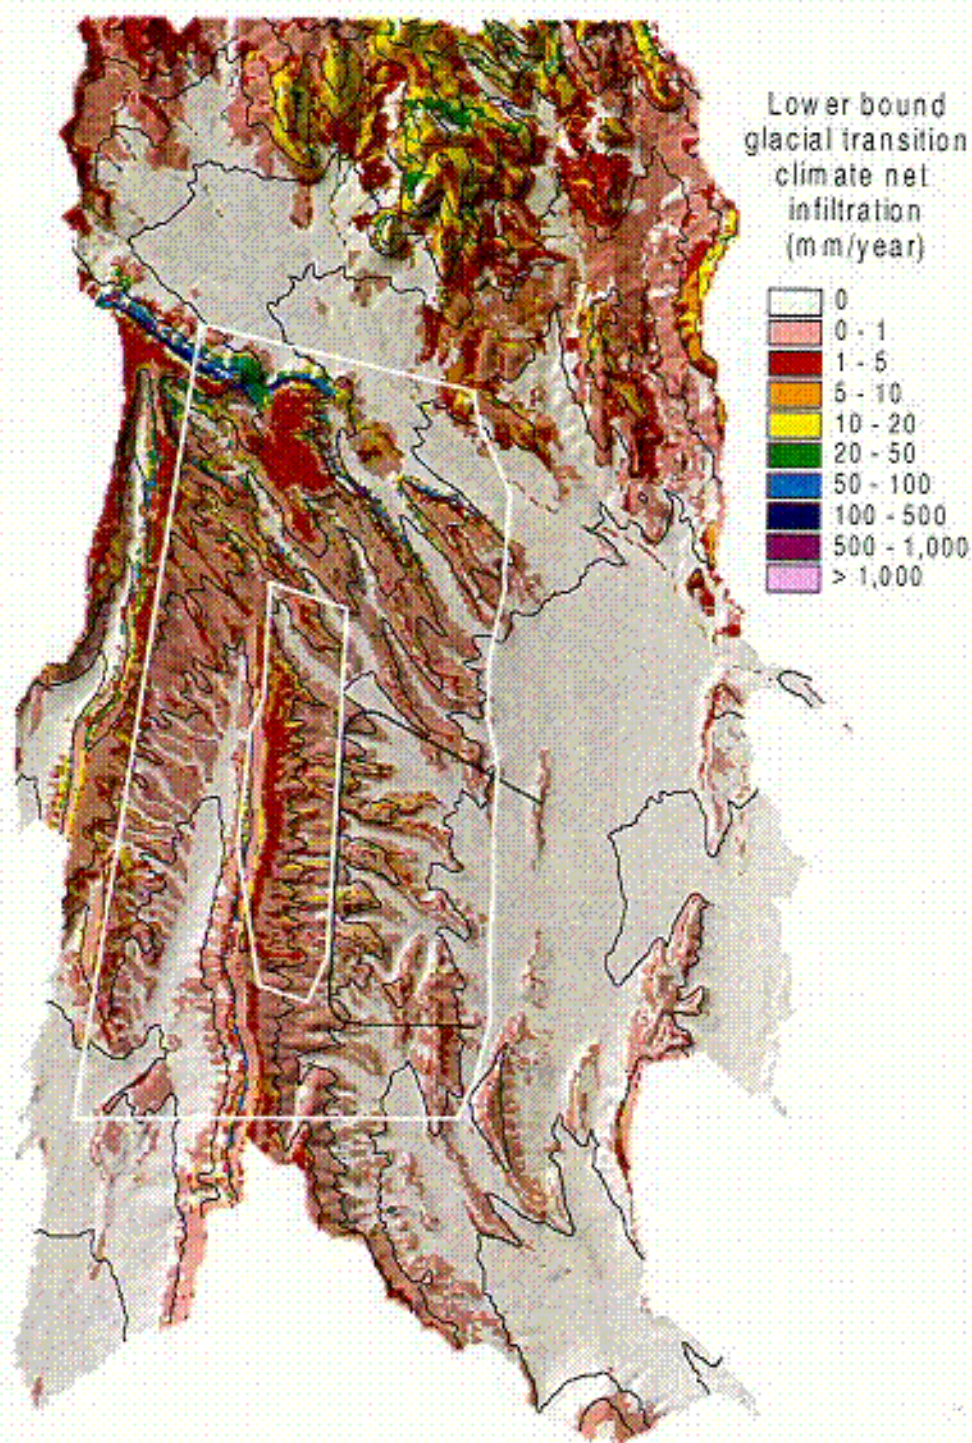 Lower bound
glacial transition
climate net
infiltration
(mm/year)
0
0 - 1
1 - 5
5 - 10
10 - 20
20 - 50
50 - 100
100 - 500
500 - 1,000
> 1,000